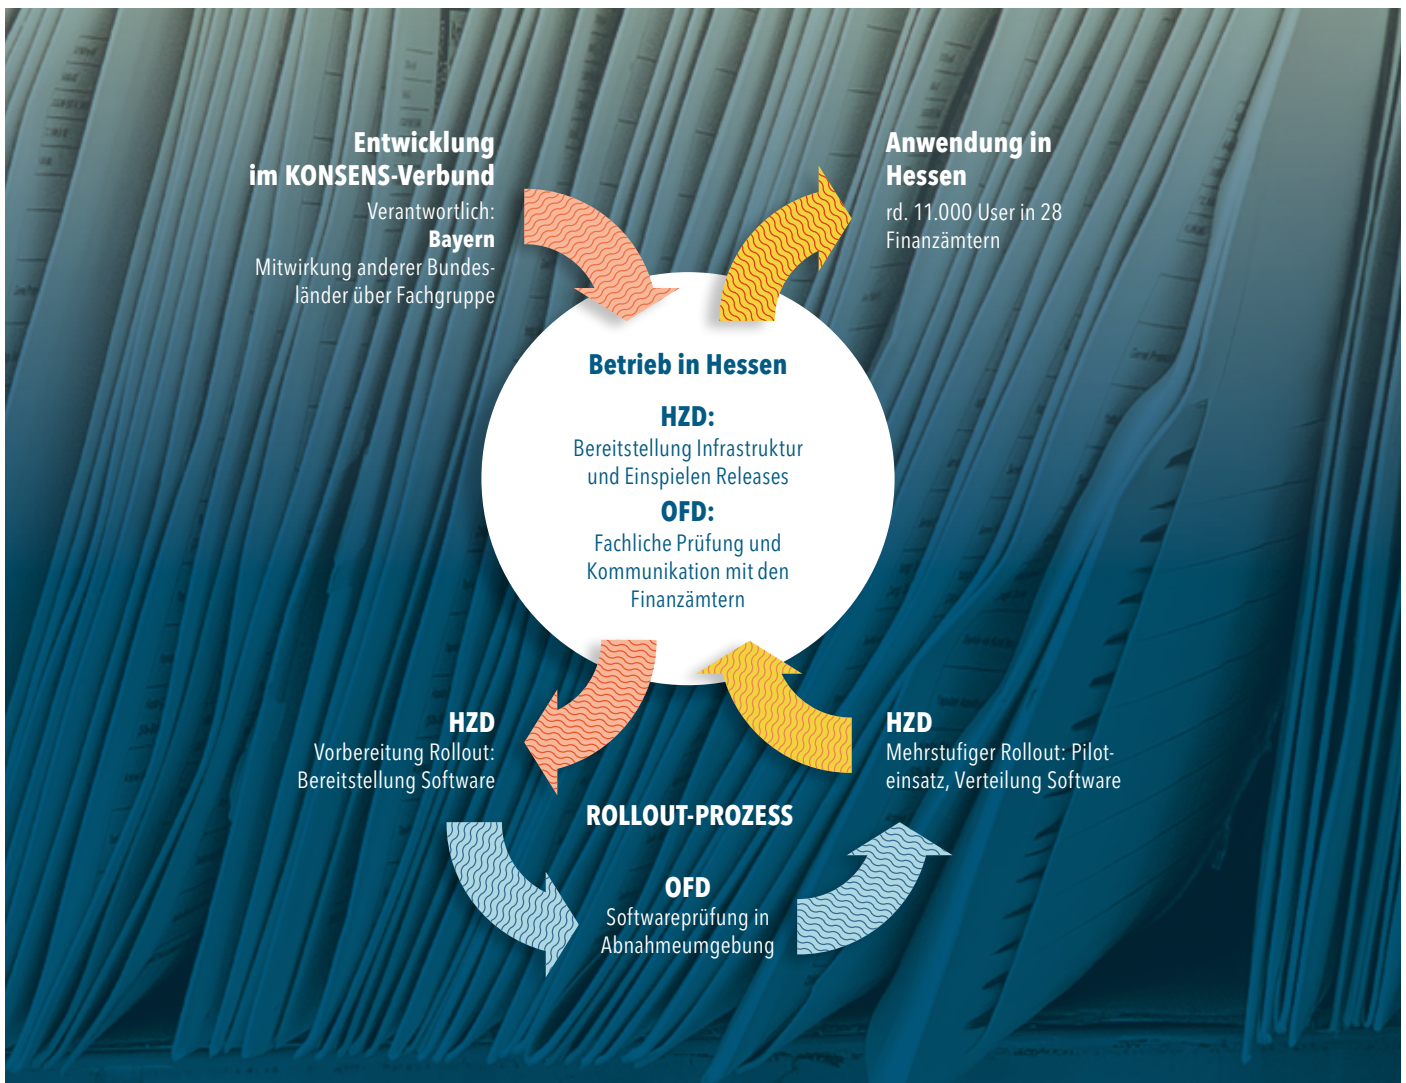 Entwicklung
im KONSENS-Verbund
Verantwortlich:
Bayern
Mitwirkung anderer Bundes-
länder über Fachgruppe
Anwendung in
Hessen
rd. 11.000 User in 28
Finanzämtern
Betrieb in Hessen
HZD:
Bereitstellung Infrastruktur
und Einspielen Releases
OFD:
Fachliche Prüfung und
Kommunikation mit den
Finanzämtern
HZD
Vorbereitung Rollout:
Bereitstellung Software
HZD
Mehrstufiger Rollout: Pilot-
einsatz, Verteilung Software
ROLLOUT-PROZESS
OFD
Softwareprüfung in
Abnahmeumgebung